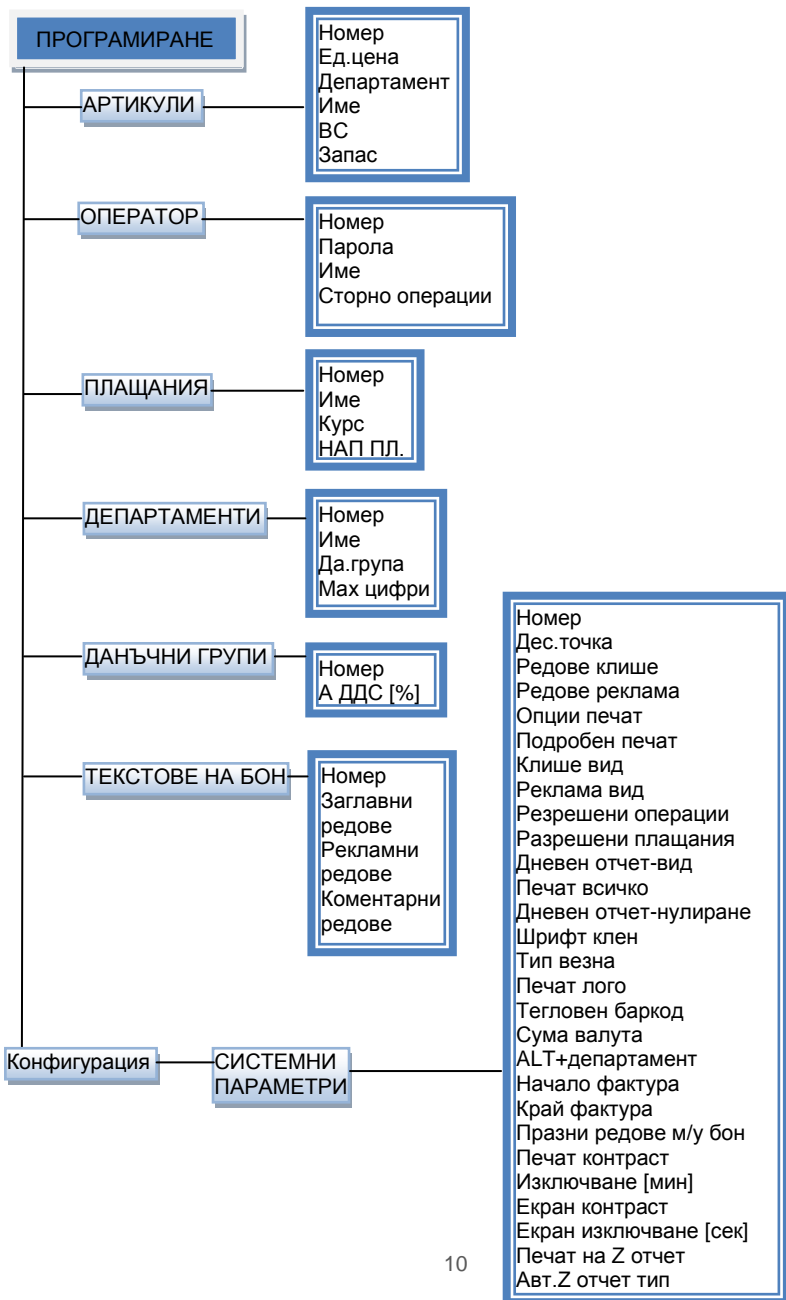 ПРОГРАМИРАНЕ
АРТИКУЛИ
Номер
Ед.цена
Департамент
Име
ВС
Запас
ОПЕРАТОР
Номер
Парола
Име
Сторно операции
ПЛАЩАНИЯ
Номер
Име
Курс
НАП ПЛ.
ДЕПАРТАМЕНТИ
Номер
Име
Да.група
Мах цифри
ДАНЪЧНИ ГРУПИ
Номер
А ДДС [%]
ТЕКСТОВЕ НА БОН
Номер
Заглавни
редове
Рекламни
редове
Коментарни
редове
Конфигурация
СИСТЕМНИ
ПАРАМЕТРИ
Номер
Дес.точка
Редове клише
Редове реклама
Опции печат
Подробен печат
Клише вид
Реклама вид
Резрешени операции
Разрешени плащания
Дневен отчет-вид
Печат всичко
Дневен отчет-нулиране
Шрифт клен
Тип везна
Печат лого
Тегловен баркод
Сума валута
ALT+департамент
Начало фактура
Край фактура
Празни редове м/у бон
Печат контраст
Изключване [мин]
Екран контраст
Екран изключване [сек]
Печат на Z отчет
Авт.Z отчет тип
10